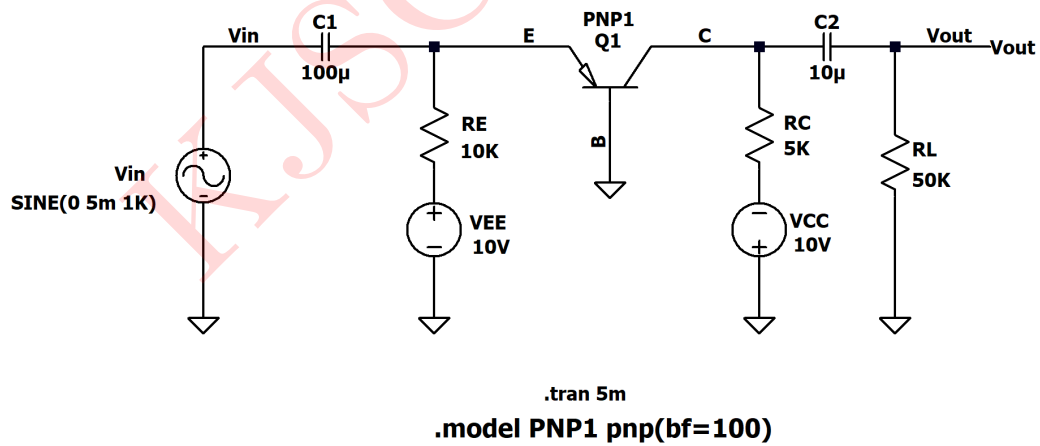 PNP1
Q1
C1
C2
Vin
E
C
Vout
Vout
100µ
10µ
B
RE
10K
RC
5K
RL
50K
Vin
SINE(0 5m 1K)
+
-
+
-
VEE
10V
-
+
VCC
10V
KJSC
.tran 5m
.model PNP1 pnp(bf=100)